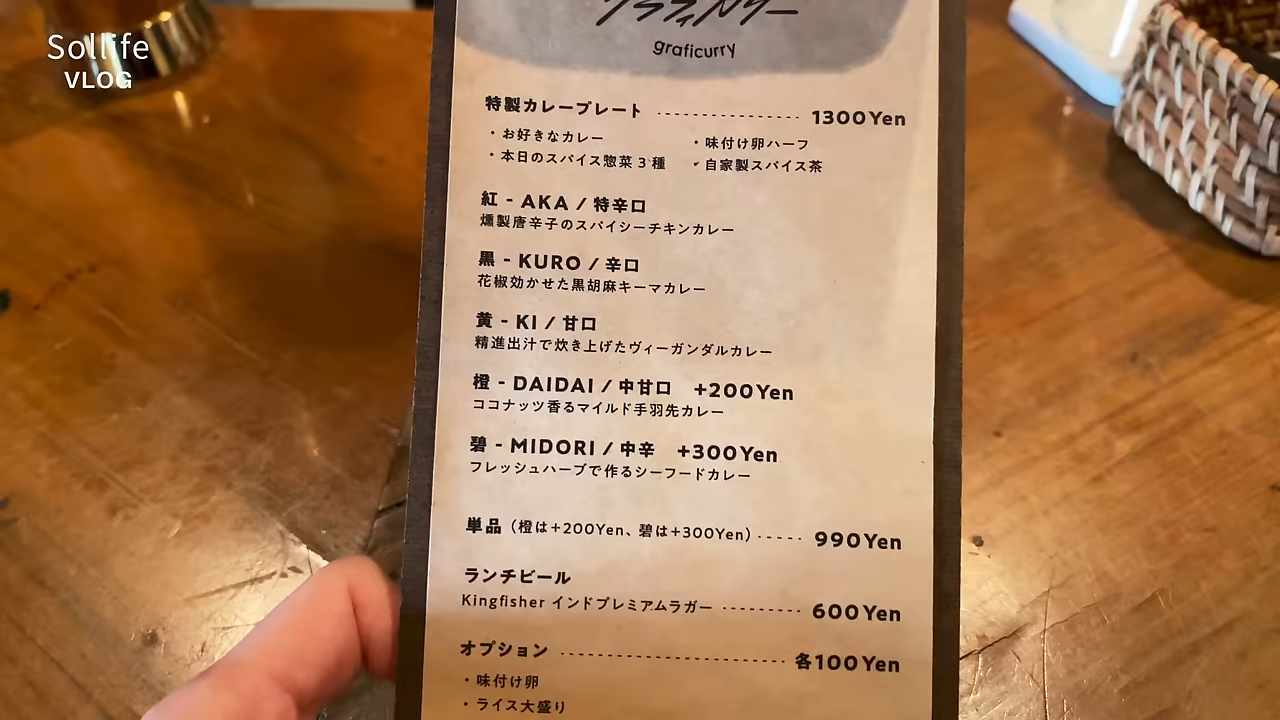 Sollife
VLOG
graficurry
特製カレープレート 1300Yen
・お好きなカレー ・味付け卵ハーフ
・本日のスパイス惣菜3種 ・自家製スパイス茶
紅 - AKA / 特辛口
燻製唐辛子のスパイシーチキンカレー
黒 - KURO / 辛口
花椒効かせた黒胡麻キーマカレー
黄 - KI / 甘口
精進出汁で炊き上げたヴィーガンダルカレー
橙 - DAIDAI / 中甘口 +200Yen
ココナッツ香るマイルド手羽先カレー
碧 - MIDORI / 中辛 +300Yen
フレッシュハーブで作るシーフードカレー
単品（橙は+200Yen、碧は+300Yen） 990Yen
ランチビール
Kingfisher インドプレミアムラガー 600Yen
オプション 各100Yen
・味付け卵
・ライス大盛り